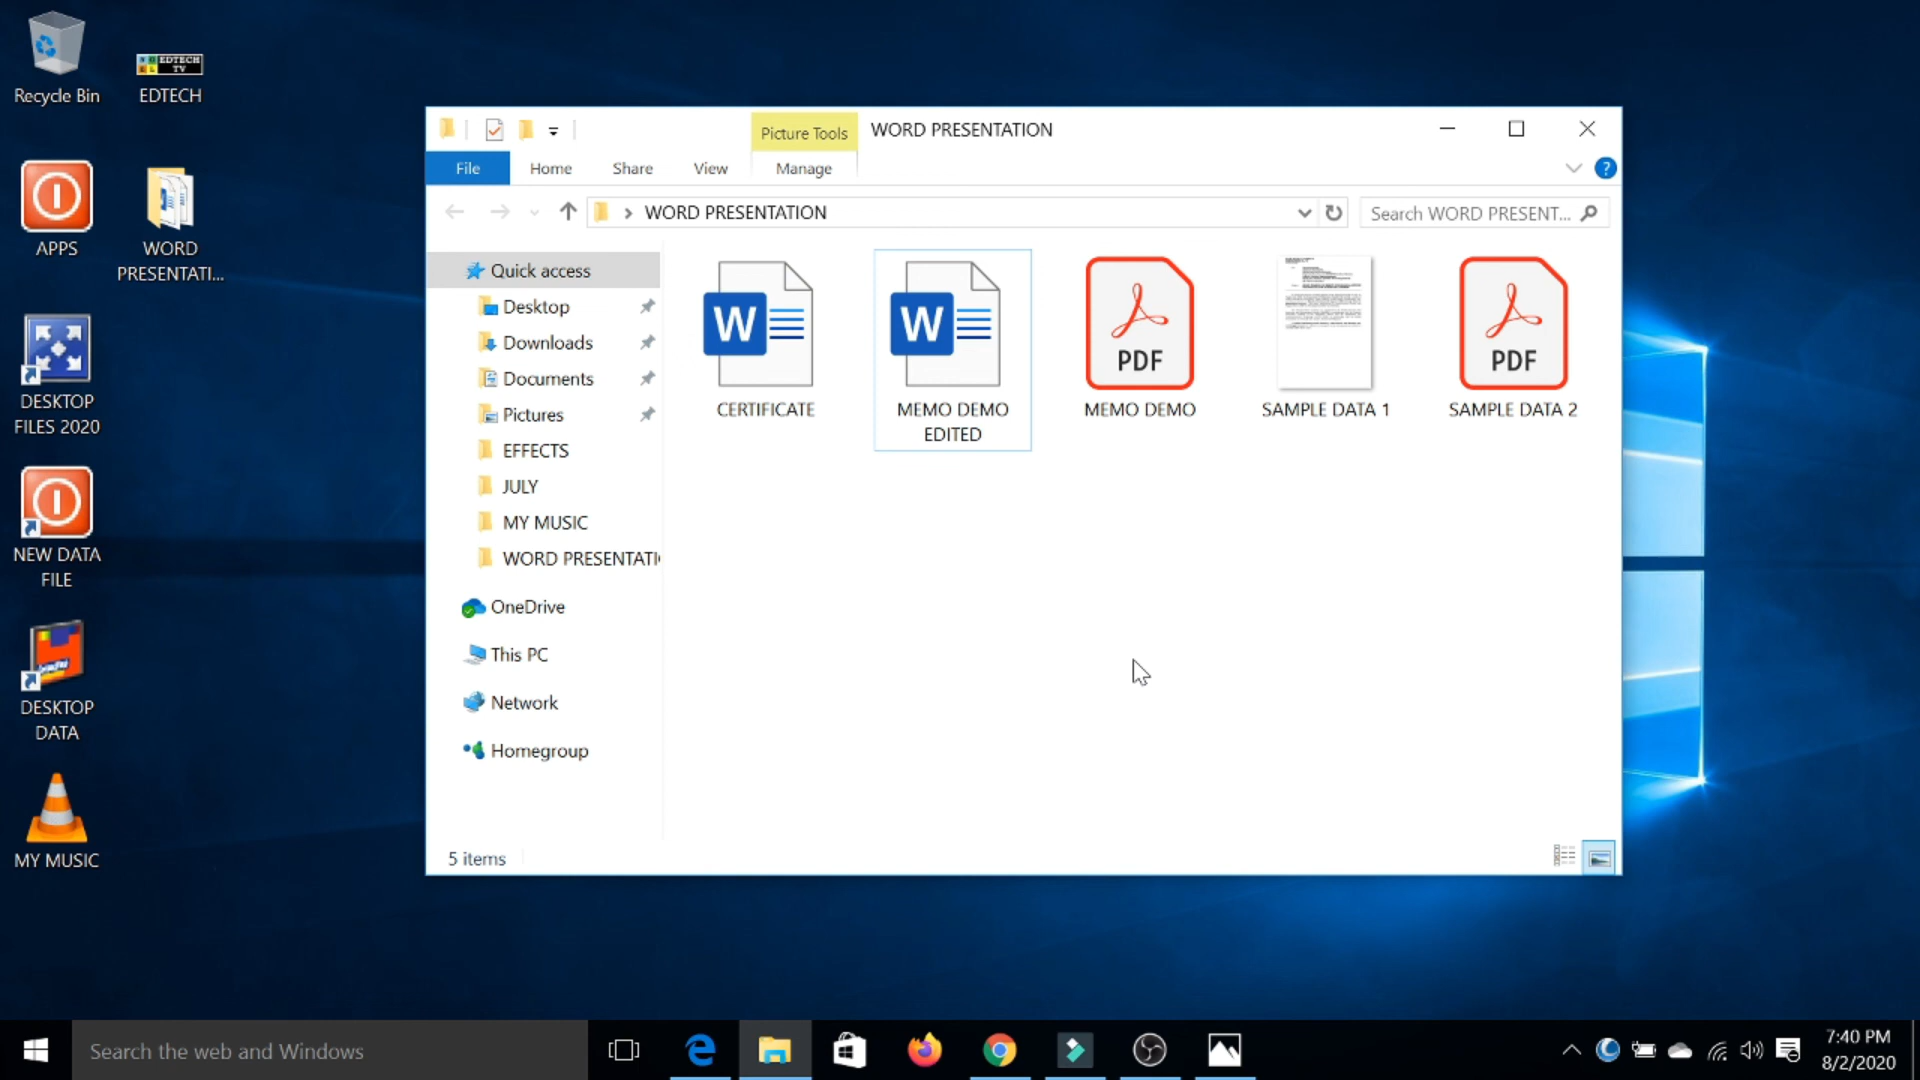 Recycle Bin
EDTECH TV
EDTECH
APPS
WORD
PRESENTATI...
DESKTOP
FILES 2020
NEW DATA
FILE
DESKTOP
DATA
MY MUSIC
Picture Tools
WORD PRESENTATION
File
Home
Share
View
Manage
WORD PRESENTATION
Search WORD PRESENT...
Quick access
Desktop
Downloads
Documents
Pictures
EFFECTS
JULY
MY MUSIC
WORD PRESENTATI
OneDrive
This PC
Network
Homegroup
W
CERTIFICATE
W
MEMO DEMO
EDITED
PDF
MEMO DEMO
SAMPLE DATA 1
PDF
SAMPLE DATA 2
5 items
Search the web and Windows
7:40 PM
8/2/2020